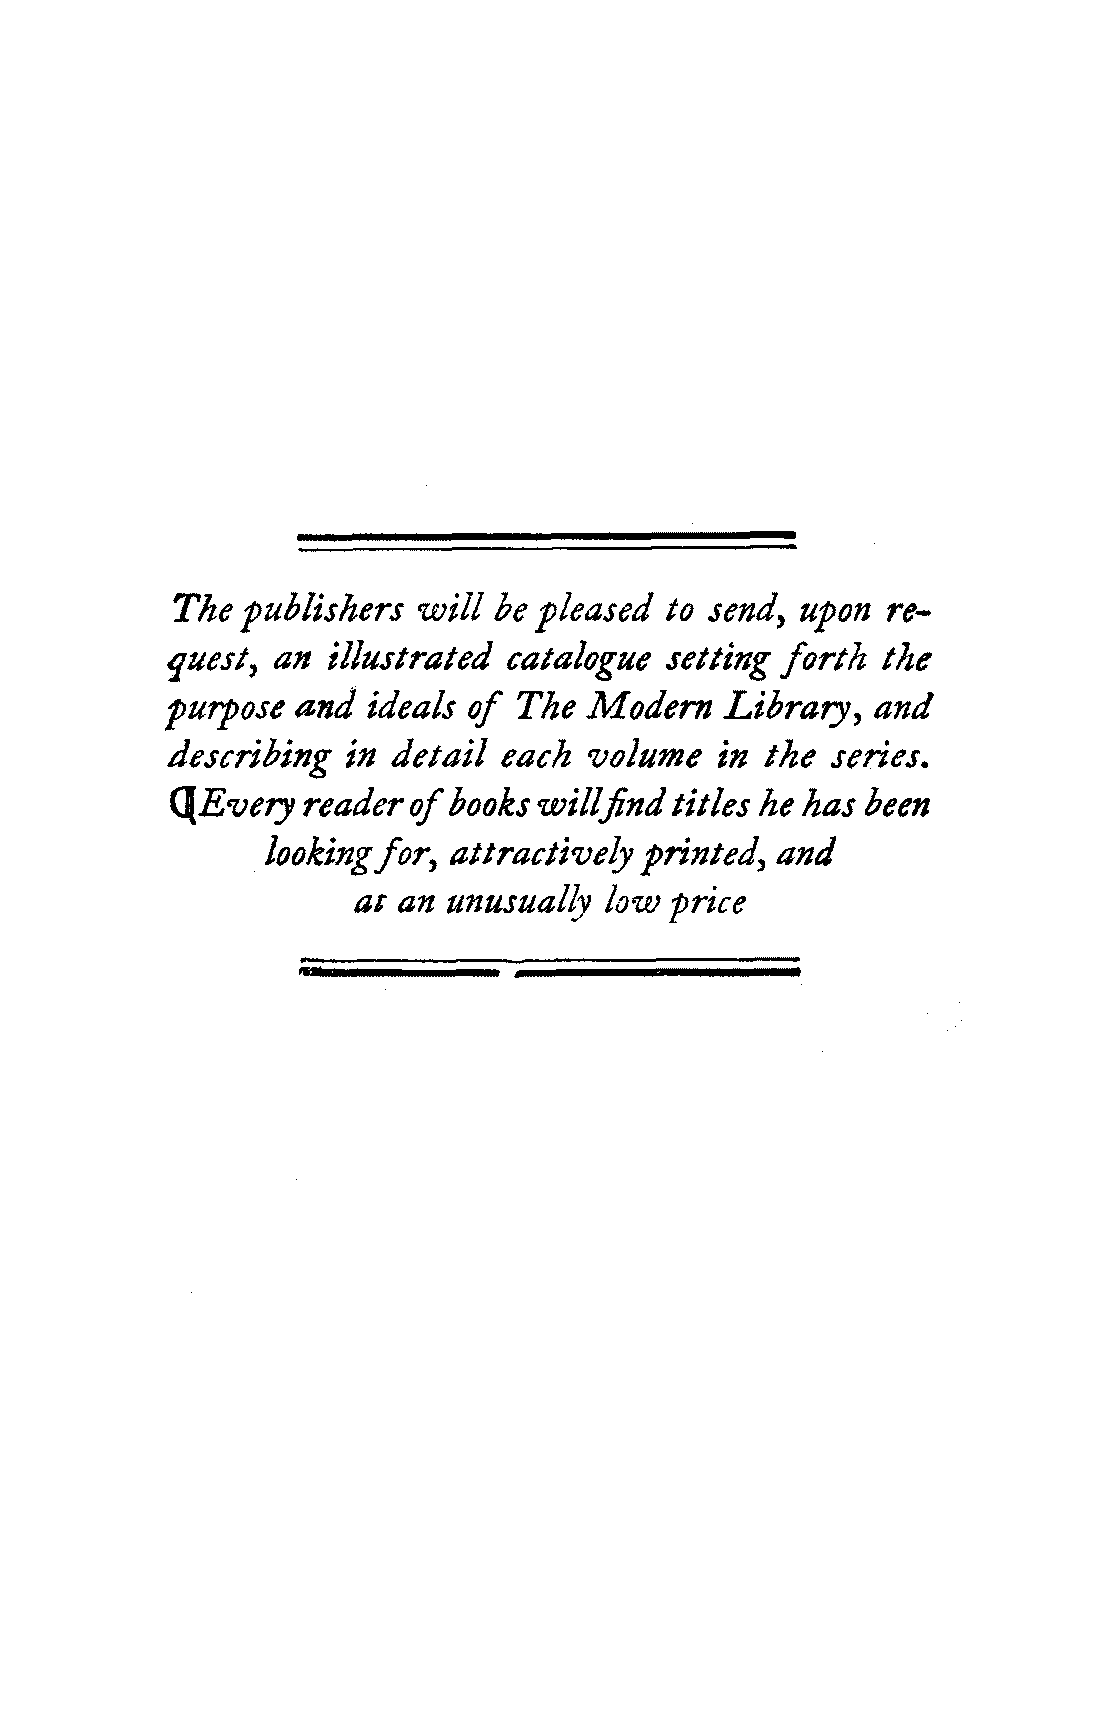 The publishers will be pleased to send, upon re-
quest, an illustrated catalogue setting forth the
purpose and ideals of The Modern Library, and
describing in detail each volume in the series.
¶Every reader of books will find titles he has been
looking for, attractively printed, and
at an unusually low price